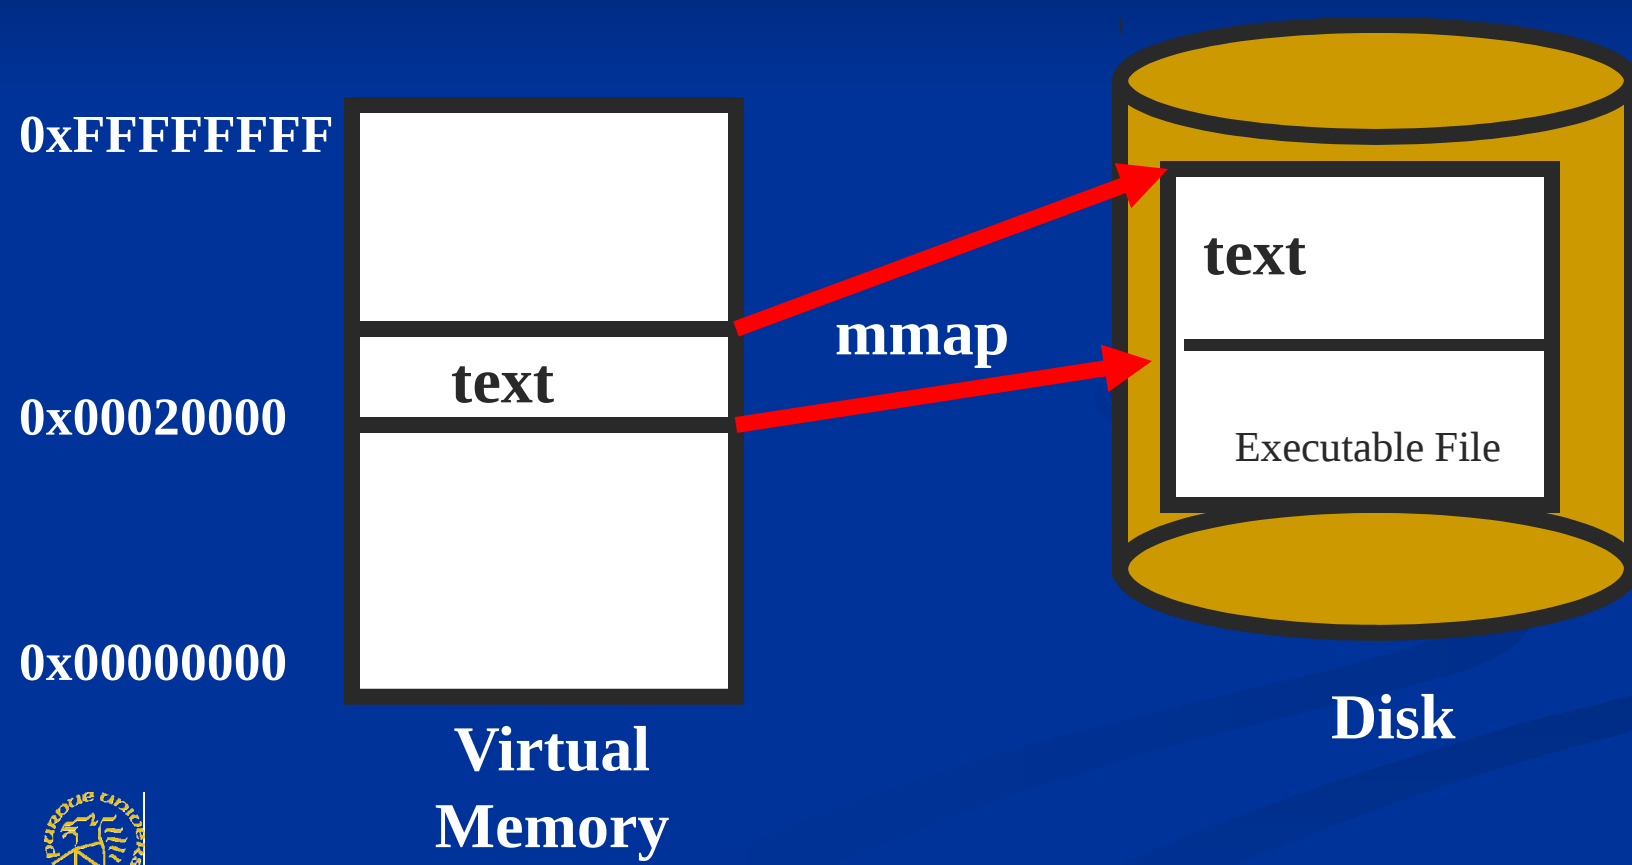 0xFFFFFFFF
text
mmap
text
0x00020000
Executable File
0x00000000
Disk
Virtual
Memory